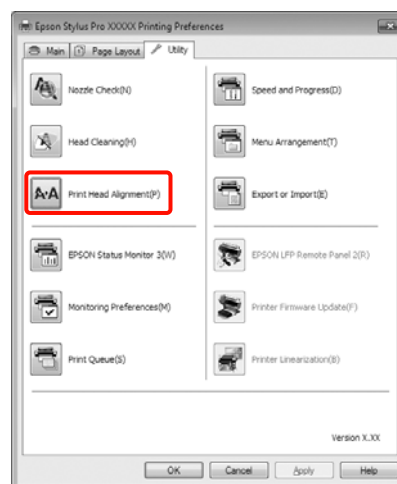 Epson Stylus Pro XXXXX Printing Preferences
Main Page Layout Utility
Nozzle Check(N)
Speed and Progress(D)
Head Cleaning(H)
Menu Arrangement(T)
A·A Print Head Alignment(P)
Export or Import(E)
EPSON Status Monitor 3(W)
EPSON LFP Remote Panel 2(R)
Monitoring Preferences(M)
Printer Firmware Update(F)
Print Queue(S)
Printer Linearization(B)
Version X.XX
OK Cancel Apply Help